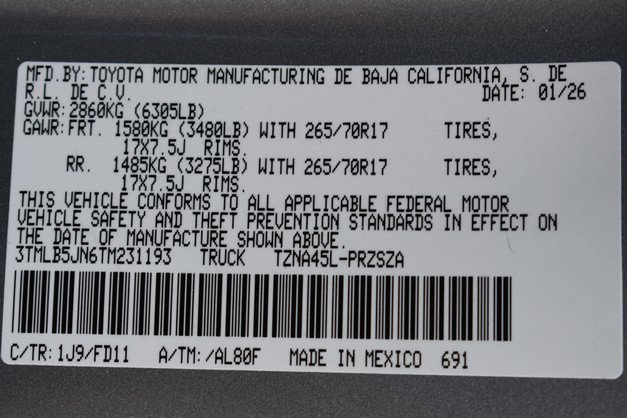 MFD.BY: TOYOTA MOTOR MANUFACTURING DE BAJA CALIFORNIA, S. DE
R.L. DE C.V. DATE: 01/26
GVWR: 2860KG (6305LB)
GAWR: FRT. 1580KG (3480LB) WITH 265/70R17 TIRES,
17X7.5J RIMS.
RR. 1485KG (3275LB) WITH 265/70R17 TIRES,
17X7.5J RIMS.
THIS VEHICLE CONFORMS TO ALL APPLICABLE FEDERAL MOTOR
VEHICLE SAFETY AND THEFT PREVENTION STANDARDS IN EFFECT ON
THE DATE OF MANUFACTURE SHOWN ABOVE.
3TMLB5JN6TM231193 TRUCK TZNA45L-PRZSZA
C/TR: 1J9/FD11 A/TM: /AL80F MADE IN MEXICO 691